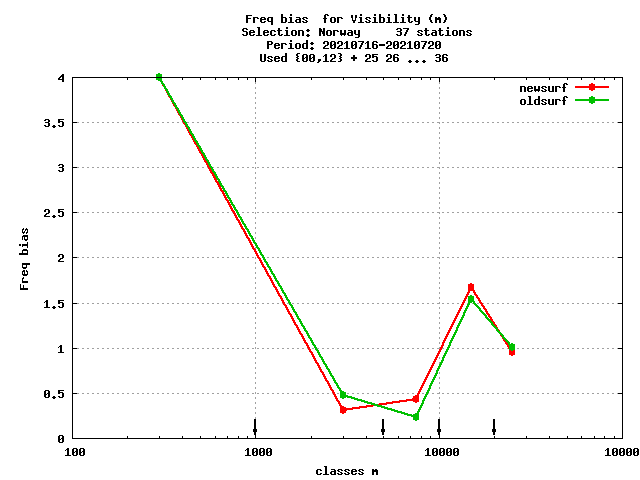 Freq bias  for Visibility (m)
Selection: Norway     37 stations
Period: 20210716-20210720
Used {00,12} + 25 26 ... 36
newsurf
oldsurf
4
3.5
3
2.5
2
1.5
1
0.5
0
Freq bias
100
1000
10000
10000
classes m